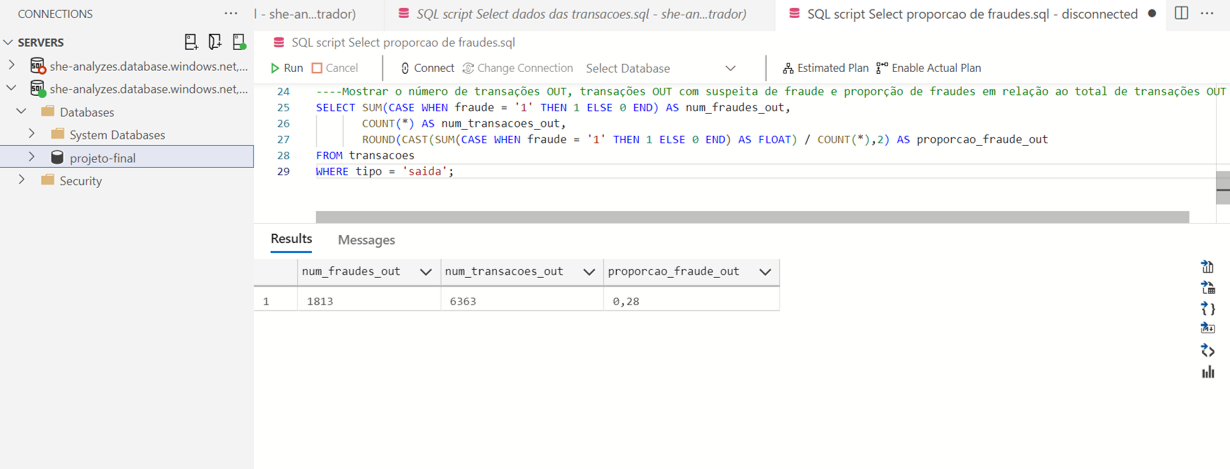 CONNECTIONS ...
SERVERS
she-analyzes.database.windows.net,...
she-analyzes.database.windows.net,...
Databases
System Databases
projeto-final
Security
l - she-an...trador)
SQL script Select dados das transacoes.sql - she-an...trador)
SQL script Select proporcao de fraudes.sql - disconnected
SQL script Select proporcao de fraudes.sql
Run Cancel Connect Change Connection Select Database Estimated Plan Enable Actual Plan
24 ----Mostrar o número de transações OUT, transações OUT com suspeita de fraude e proporção de fraudes em relação ao total de transações OUT
25 SELECT SUM(CASE WHEN fraude = '1' THEN 1 ELSE 0 END) AS num_fraudes_out,
26 COUNT(*) AS num_transacoes_out,
27 ROUND(CAST(SUM(CASE WHEN fraude = '1' THEN 1 ELSE 0 END) AS FLOAT) / COUNT(*),2) AS proporcao_fraude_out
28 FROM transacoes
29 WHERE tipo = 'saida';
Results Messages
num_fraudes_out num_transacoes_out proporcao_fraude_out
1 1813 6363 0,28